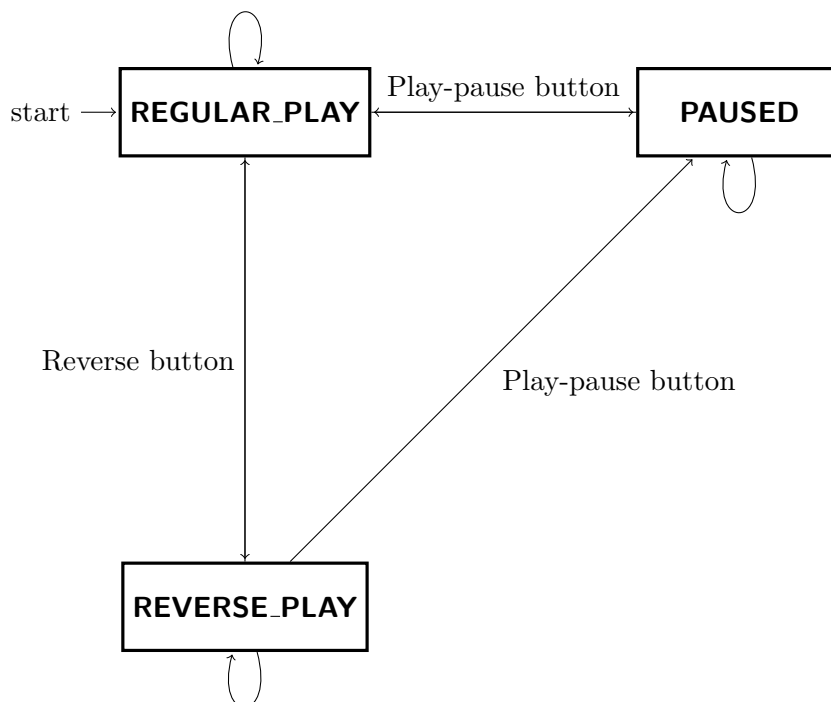 start
REGULAR_PLAY
Play-pause button
PAUSED
Reverse button
Play-pause button
REVERSE_PLAY